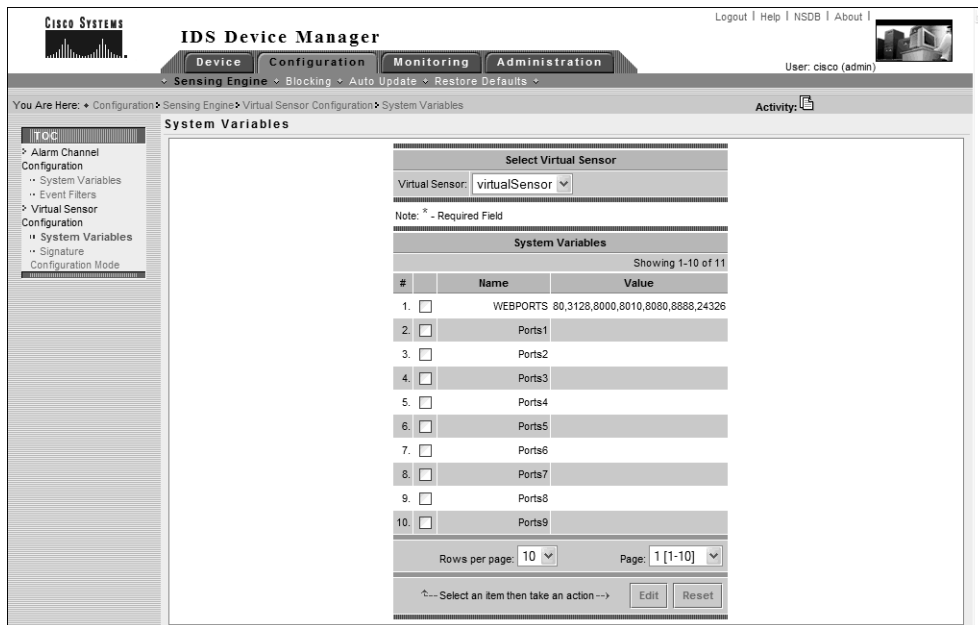 CISCO SYSTEMS
Logout | Help | NSDB | About |
IDS Device Manager
Device Configuration Monitoring Administration
User: cisco (admin)
Sensing Engine Blocking Auto Update Restore Defaults
You Are Here: Configuration Sensing Engine Virtual Sensor Configuration System Variables
Activity:
System Variables
TOC
Alarm Channel
Configuration
System Variables
Event Filters
Virtual Sensor
Configuration
System Variables
Signature
Configuration Mode
Select Virtual Sensor
Virtual Sensor: virtualSensor
Note: * - Required Field
System Variables
Showing 1-10 of 11
# Name Value
1. WEBPORTS 80,3128,8000,8010,8080,8888,24326
2. Ports1
3. Ports2
4. Ports3
5. Ports4
6. Ports5
7. Ports6
8. Ports7
9. Ports8
10. Ports9
Rows per page: 10 Page: 1 [1-10]
↑-- Select an item then take an action --> Edit Reset